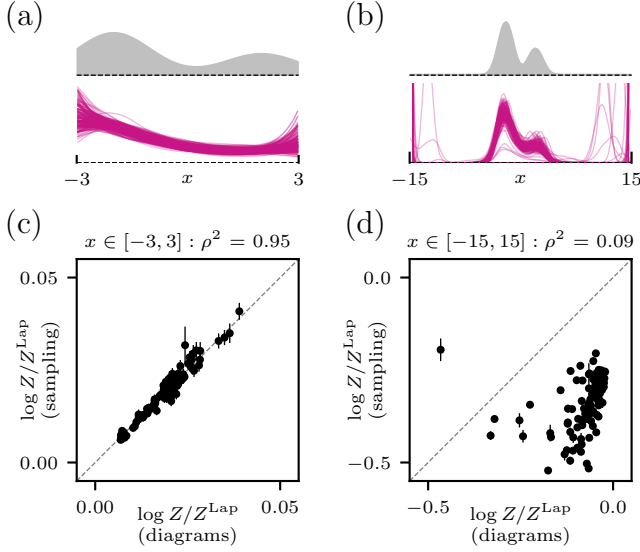 (a)
(b)
−3 x 3
−15 x 15
(c)
(d)
x ∈ [−3, 3] : ρ² = 0.95
x ∈ [−15, 15] : ρ² = 0.09
log Z/Z^Lap
(sampling)
0.05
0.00
0.00 0.05
log Z/Z^Lap
(diagrams)
log Z/Z^Lap
(sampling)
0.0
−0.5
−0.5 0.0
log Z/Z^Lap
(diagrams)